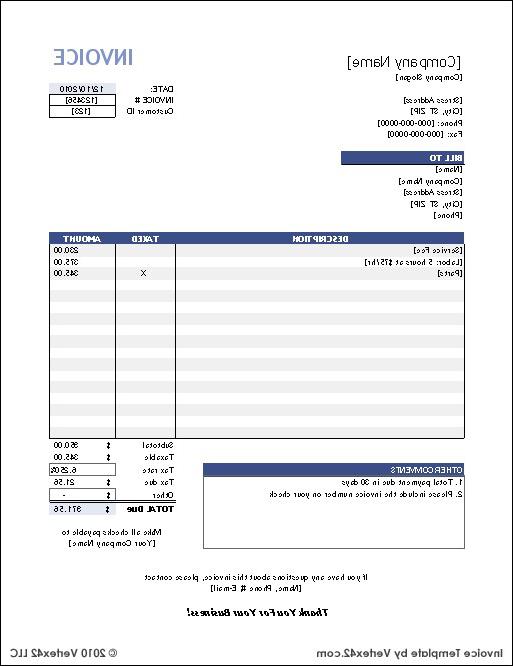 [Company Name]
INVOICE
[Company Slogan]
[Street Address]
[City, ST ZIP]
Phone: [000-000-0000]
Fax: [000-000-0000]
DATE: 12/10/2010
INVOICE # [123456]
Customer ID [123]
BILL TO
[Name]
[Company Name]
[Street Address]
[City, ST ZIP]
[Phone]
DESCRIPTION TAXED AMOUNT
[Service Fee] 230.00
[Labor: 5 hours at $75/hr] 375.00
[Parts] X 345.00
Subtotal $ 950.00
Taxable $ 345.00
Tax rate 6.250%
Tax due $ 21.56
Other $ -
TOTAL Due $ 971.56
OTHER COMMENTS
1. Total payment due in 30 days
2. Please include the invoice number on your check
Make all checks payable to
[Your Company Name]
If you have any questions about this invoice, please contact
[Name, Phone #, E-mail]
Thank You For Your Business!
Invoice Template by Vertex42.com
© 2010 Vertex42 LLC